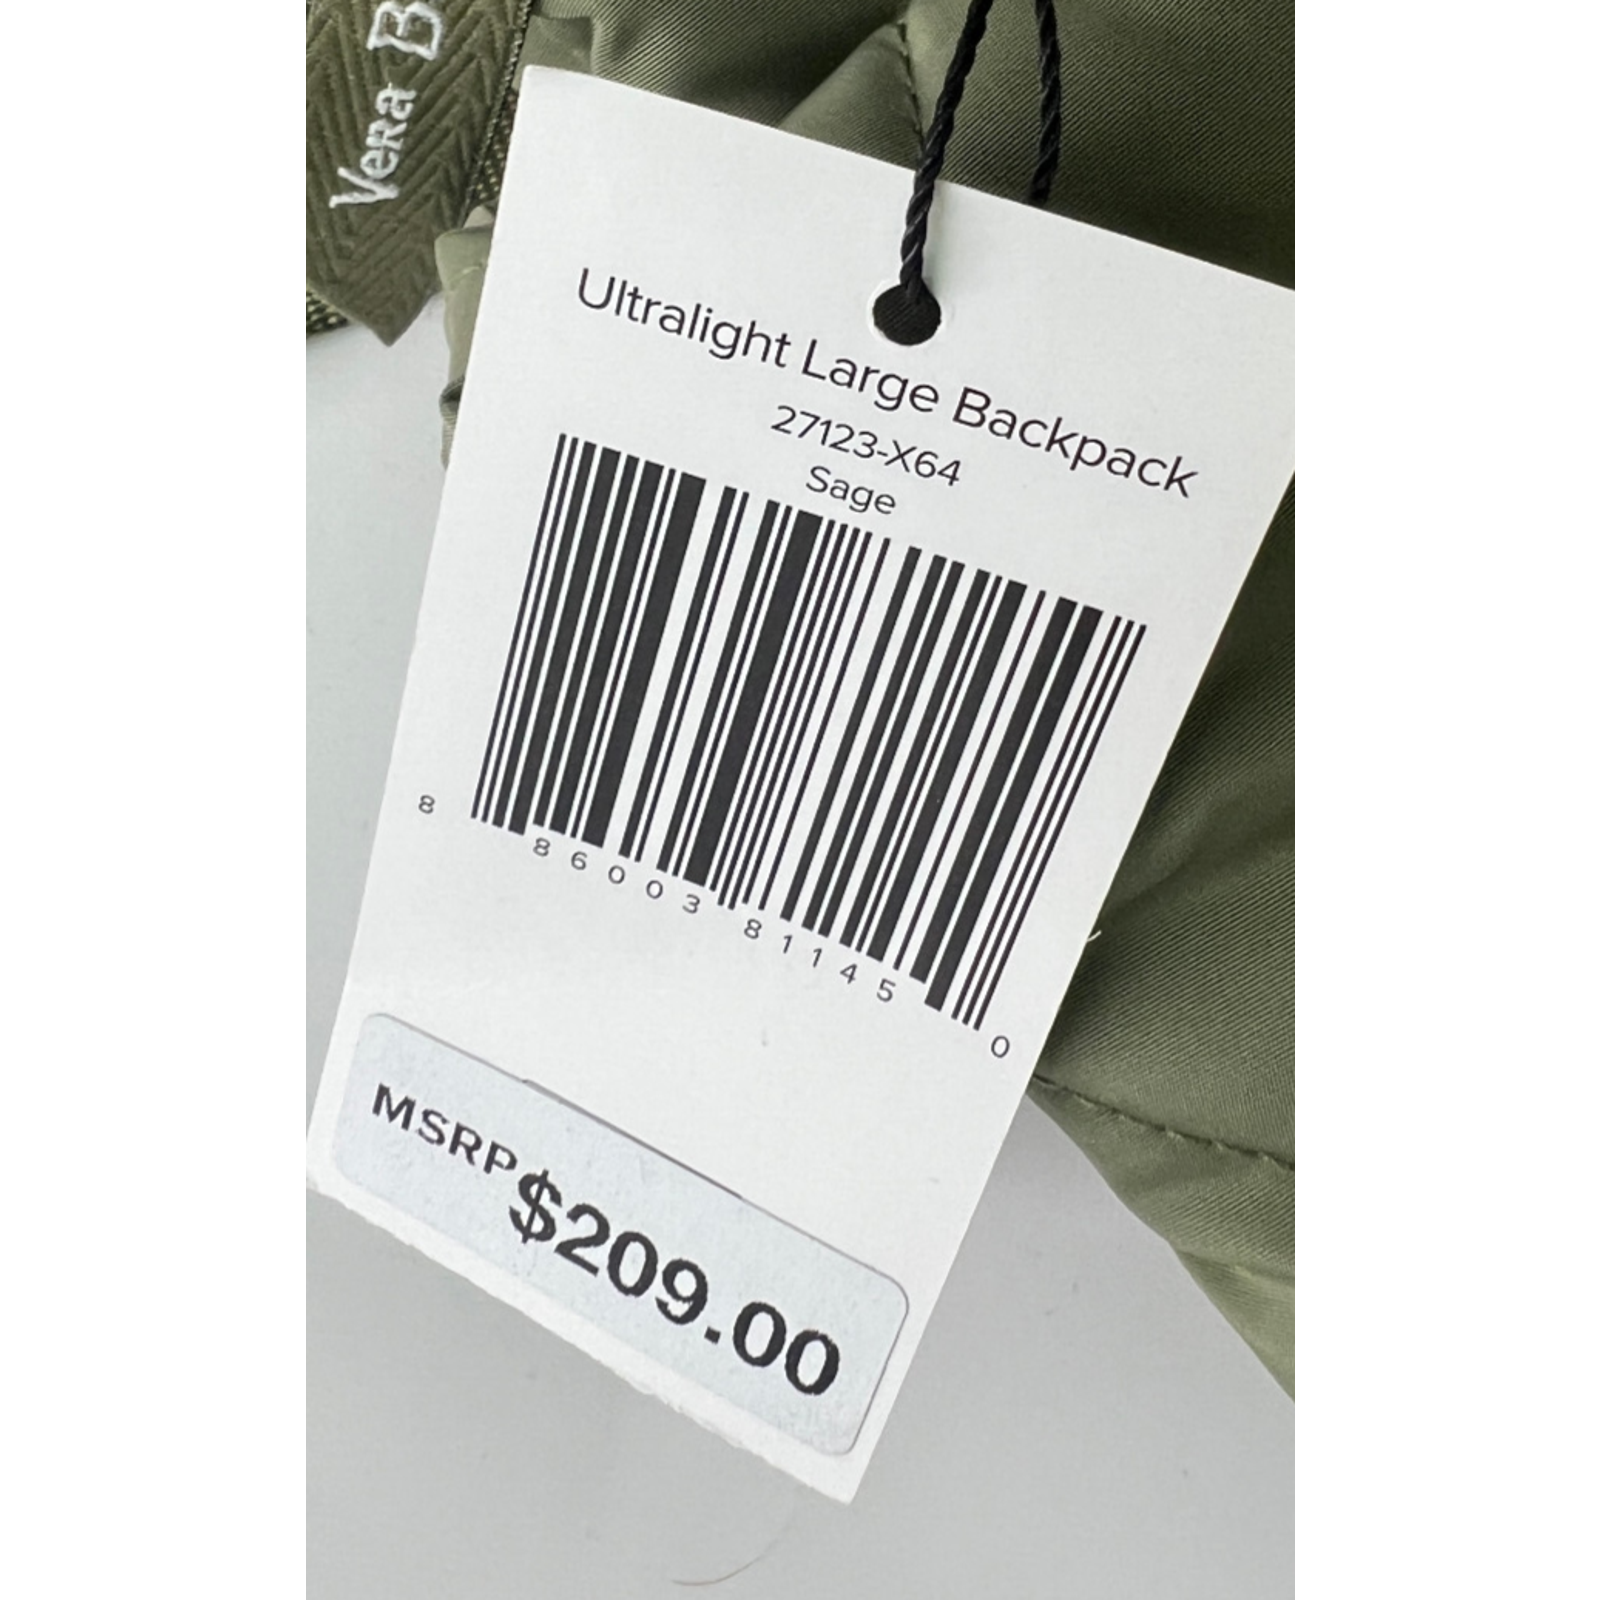 Vera B
Ultralight Large Backpack
27123-X64
Sage
8 86003 81145 0
MSRP $209.00